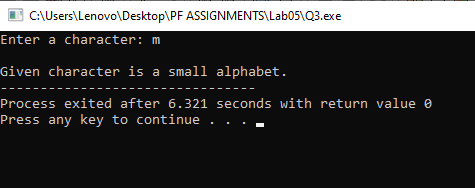 C:\Users\Lenovo\Desktop\PF ASSIGNMENTS\Lab05\Q3.exe
Enter a character: m
Given character is a small alphabet.
--------------------------------
Process exited after 6.321 seconds with return value 0
Press any key to continue . . .